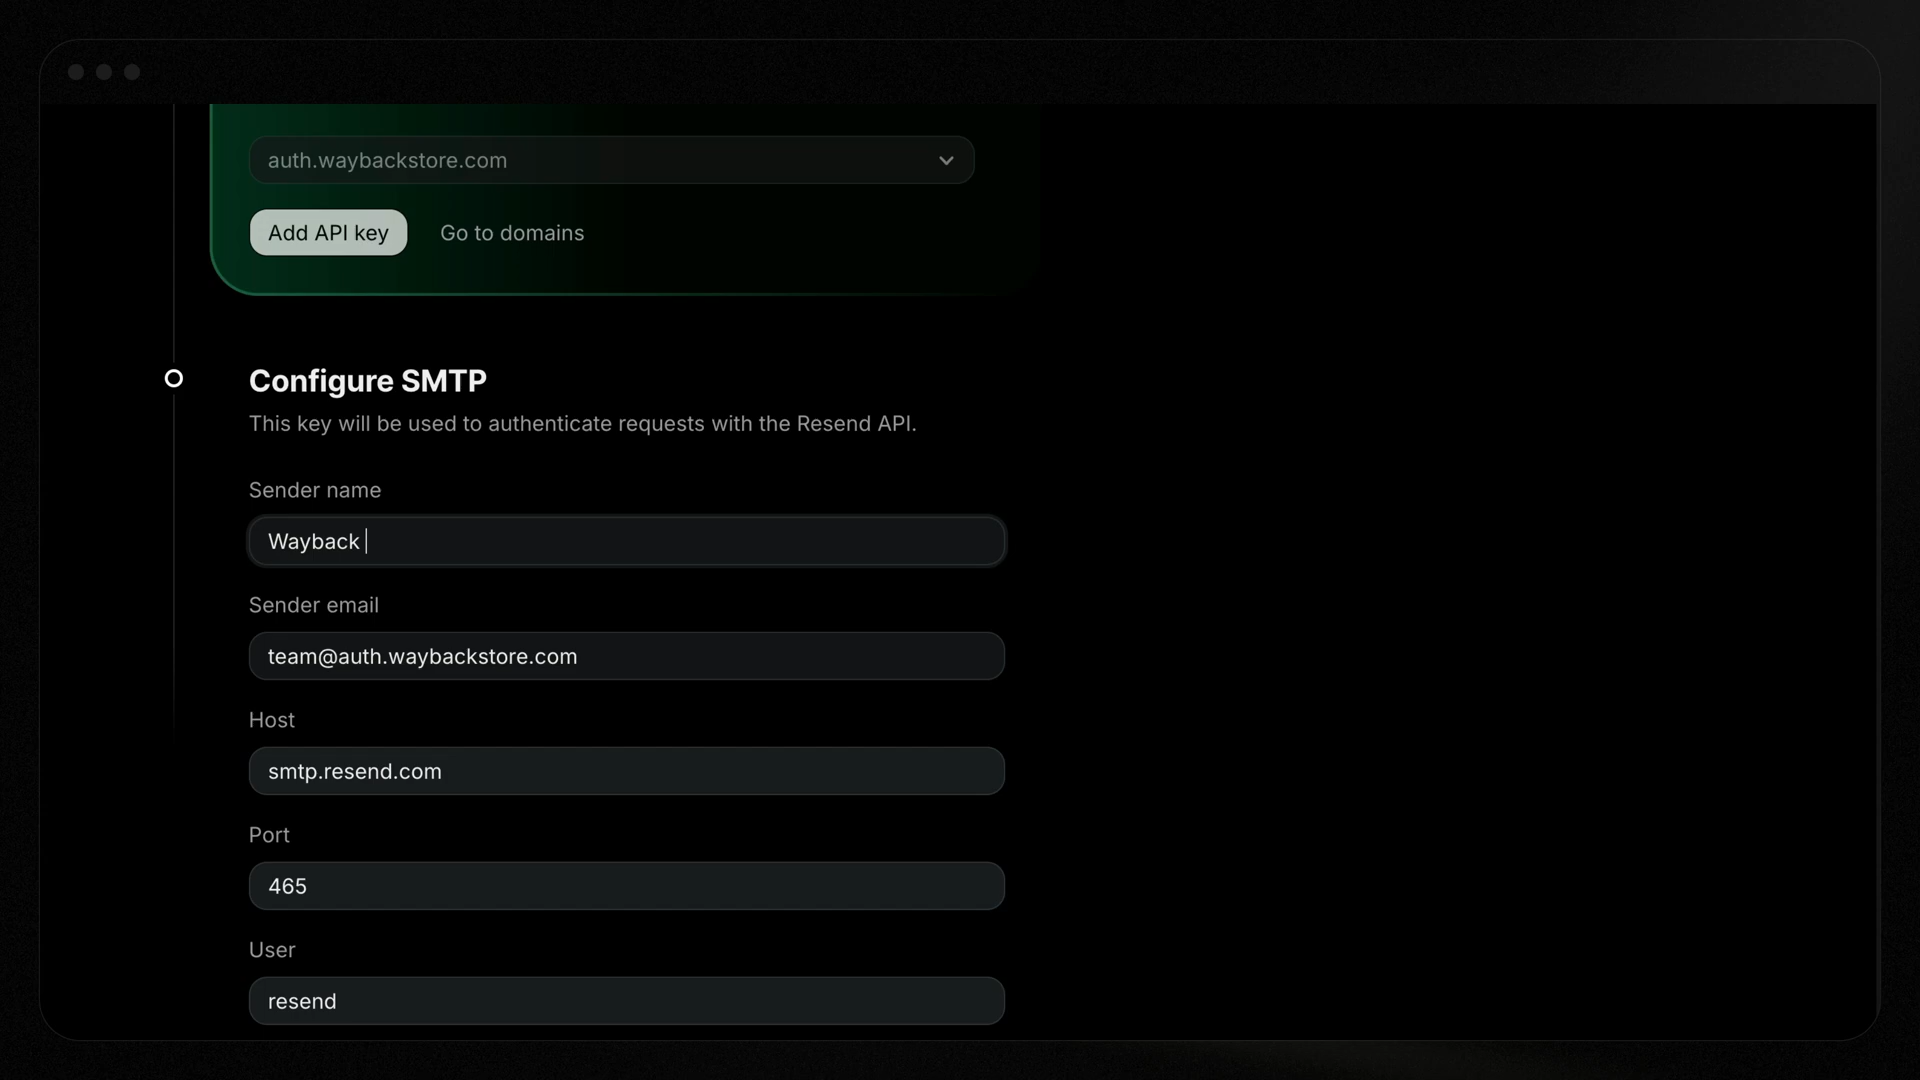 auth.waybackstore.com
Add API key
Go to domains
Configure SMTP
This key will be used to authenticate requests with the Resend API.
Sender name
Wayback
Sender email
team@auth.waybackstore.com
Host
smtp.resend.com
Port
465
User
resend